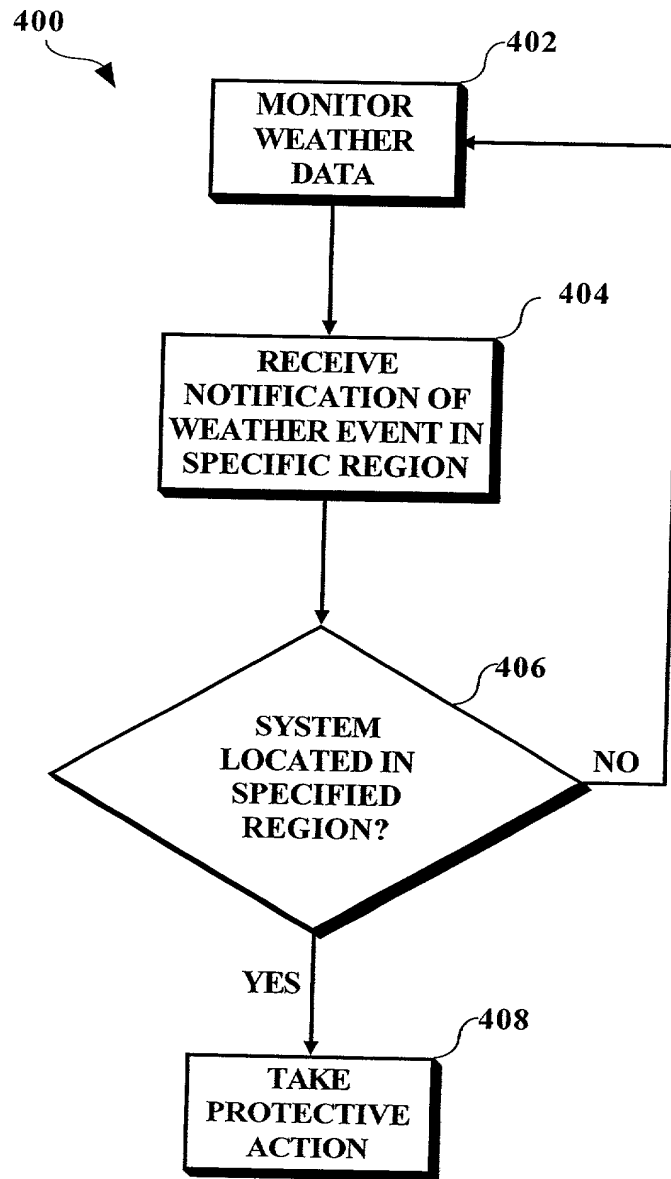 400
402
MONITOR
WEATHER
DATA
404
RECEIVE
NOTIFICATION OF
WEATHER EVENT IN
SPECIFIC REGION
406
SYSTEM
LOCATED IN
SPECIFIED
REGION?
NO
YES
408
TAKE
PROTECTIVE
ACTION